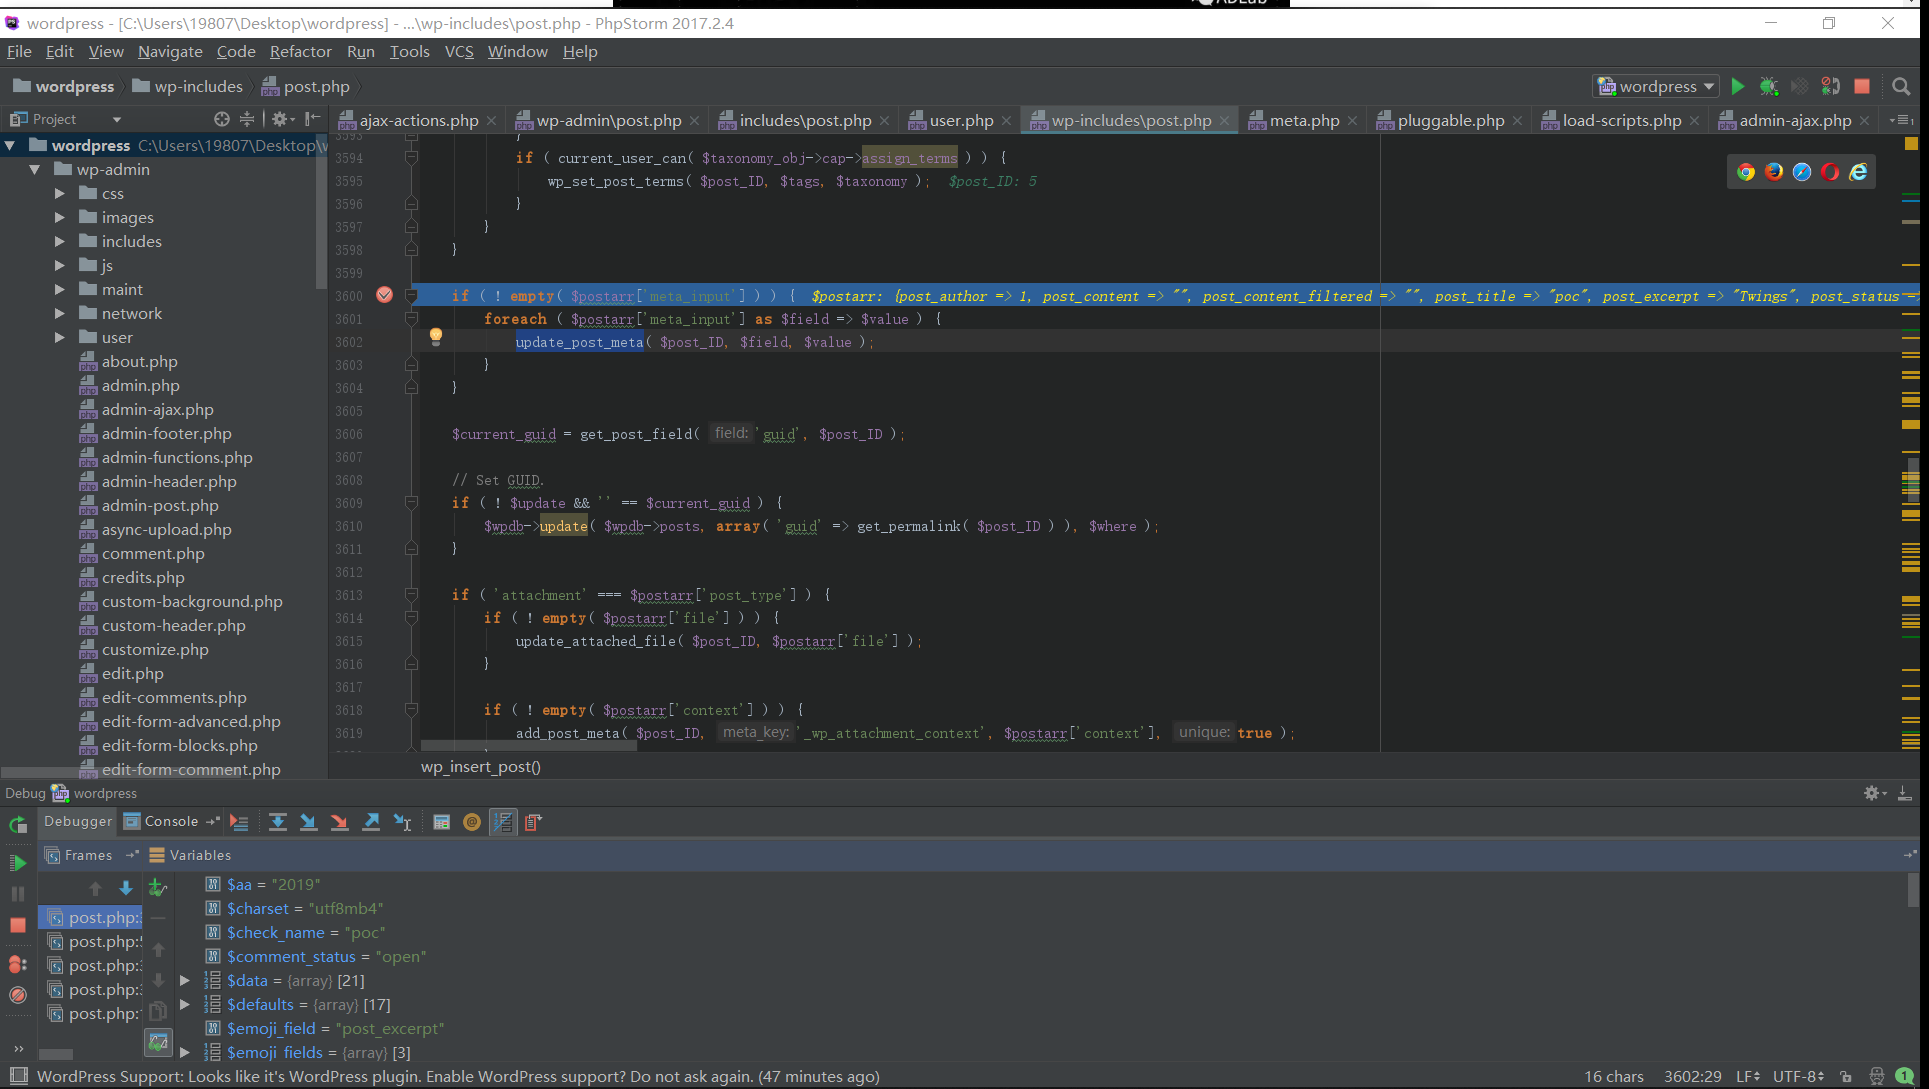 wordpress - [C:\Users\19807\Desktop\wordpress] - ...\wp-includes\post.php - PhpStorm 2017.2.4
File Edit View Navigate Code Refactor Run Tools VCS Window Help
wordpress wp-includes post.php wordpress
Project
ajax-actions.php wp-admin\post.php includes\post.php user.php wp-includes\post.php meta.php pluggable.php load-scripts.php admin-ajax.php
wordpress C:\Users\19807\Desktop\w
wp-admin
css
images
includes
js
maint
network
user
about.php
admin.php
admin-ajax.php
admin-footer.php
admin-functions.php
admin-header.php
admin-post.php
async-upload.php
comment.php
credits.php
custom-background.php
custom-header.php
customize.php
edit.php
edit-comments.php
edit-form-advanced.php
edit-form-blocks.php
edit-form-comment.php
3593 }
3594 if ( current_user_can( $taxonomy_obj->cap->assign_terms ) ) {
3595 wp_set_post_terms( $post_ID, $tags, $taxonomy ); $post_ID: 5
3596 }
3597 }
3598 }
3599
3600 if ( ! empty( $postarr['meta_input'] ) ) { $postarr: {post_author => 1, post_content => "", post_content_filtered => "", post_title => "poc", post_excerpt => "Twings", post_status =
3601 foreach ( $postarr['meta_input'] as $field => $value ) {
3602 update_post_meta( $post_ID, $field, $value );
3603 }
3604 }
3605
3606 $current_guid = get_post_field( field: 'guid', $post_ID );
3607
3608 // Set GUID.
3609 if ( ! $update && '' == $current_guid ) {
3610 $wpdb->update( $wpdb->posts, array( 'guid' => get_permalink( $post_ID ) ), $where );
3611 }
3612
3613 if ( 'attachment' === $postarr['post_type'] ) {
3614 if ( ! empty( $postarr['file'] ) ) {
3615 update_attached_file( $post_ID, $postarr['file'] );
3616 }
3617
3618 if ( ! empty( $postarr['context'] ) ) {
3619 add_post_meta( $post_ID, meta_key: '_wp_attachment_context', $postarr['context'], unique: true );
wp_insert_post()
Debug wordpress
Debugger Console
Frames Variables
post.php:
post.php:5
post.php:
post.php:
post.php:
$aa = "2019"
$charset = "utf8mb4"
$check_name = "poc"
$comment_status = "open"
$data = {array} [21]
$defaults = {array} [17]
$emoji_field = "post_excerpt"
$emoji_fields = {array} [3]
WordPress Support: Looks like it's WordPress plugin. Enable WordPress support? Do not ask again. (47 minutes ago) 16 chars 3602:29 LF UTF-8 1